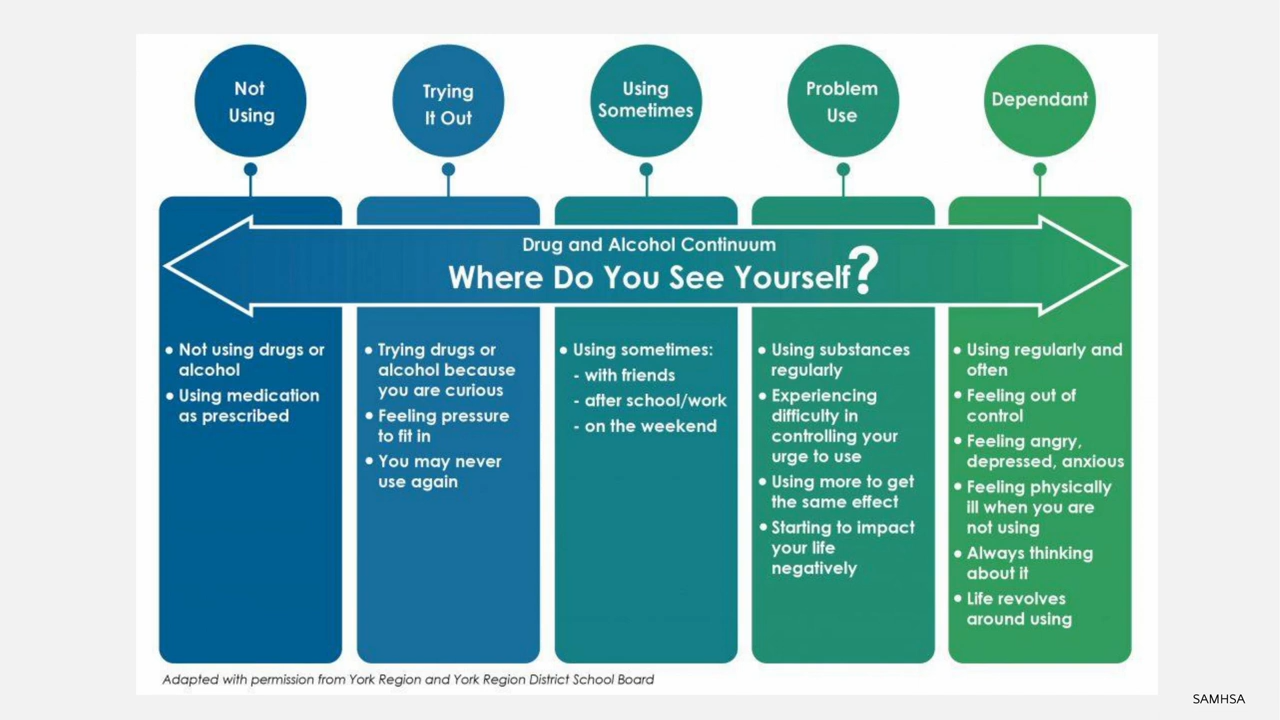 Not
Using
Trying
It Out
Using
Sometimes
Problem
Use
Dependant
Drug and Alcohol Continuum
Where Do You See Yourself?
• Not using drugs or
alcohol
• Using medication
as prescribed
• Trying drugs or
alcohol because
you are curious
• Feeling pressure
to fit in
• You may never
use again
• Using sometimes:
- with friends
- after school/work
- on the weekend
• Using substances
regularly
• Experiencing
difficulty in
controlling your
urge to use
• Using more to get
the same effect
• Starting to impact
your life
negatively
• Using regularly and
often
• Feeling out of
control
• Feeling angry,
depressed, anxious
• Feeling physically
ill when you are
not using
• Always thinking
about it
• Life revolves
around using
Adapted with permission from York Region and York Region District School Board
SAMHSA